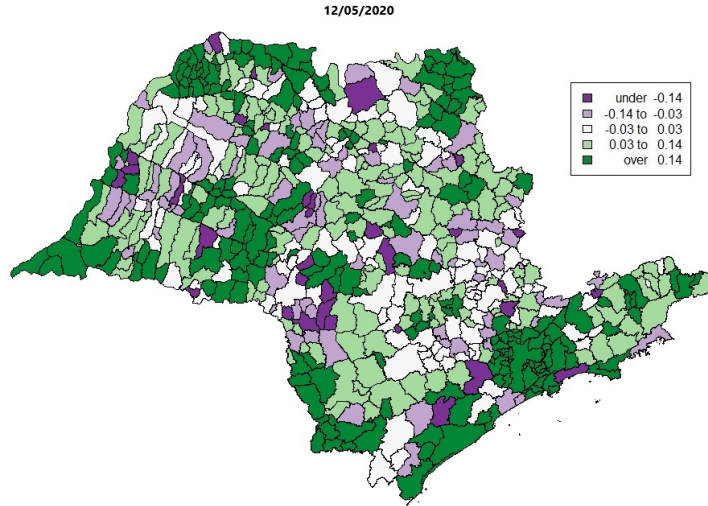 12/05/2020
under -0.14
-0.14 to -0.03
-0.03 to 0.03
0.03 to 0.14
over 0.14